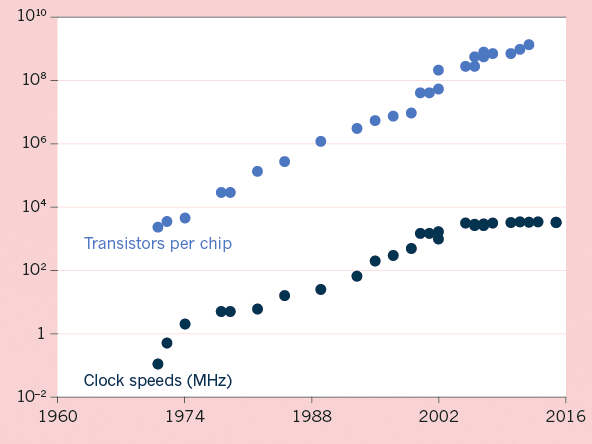 10¹⁰
10⁸
10⁶
10⁴
Transistors per chip
10²
1
Clock speeds (MHz)
10⁻²
1960 1974 1988 2002 2016